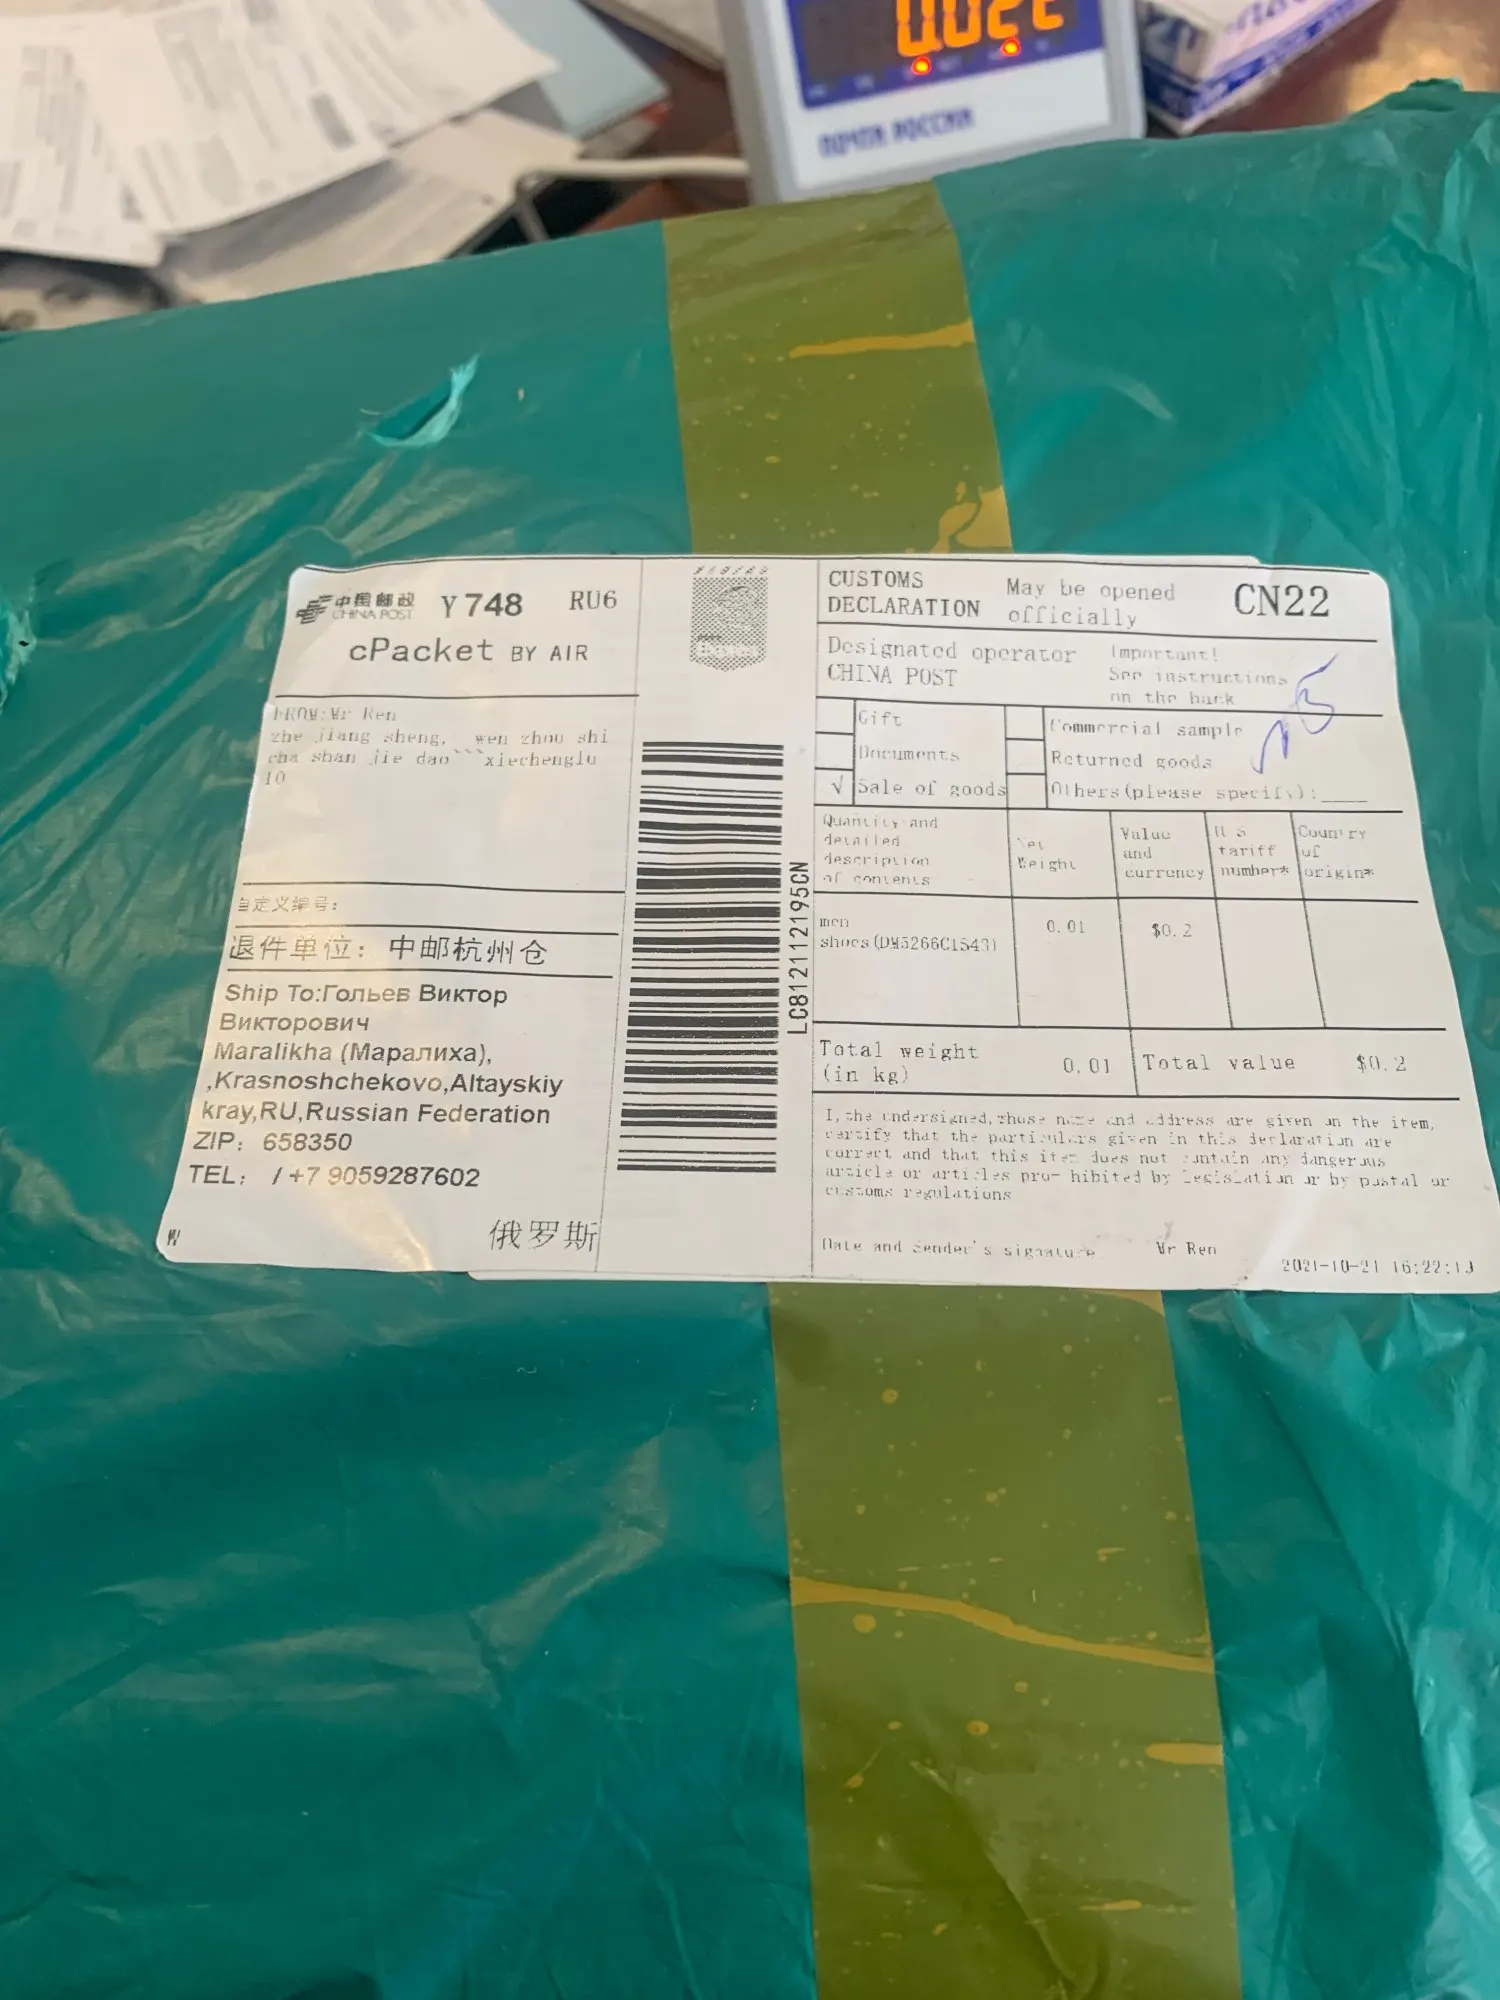 ПОЧТА РОССИИ
中国邮政
CHINA POST
Y 748
RU6
cPacket BY AIR
FROM:Mr Ren
zhe jiang sheng, wen zhou shi
cha shan jie dao```xiechenglu
10
自定义编号:
退件单位: 中邮杭州仓
Ship To:Гольев Виктор
Викторович
Maralikha (Маралиха),
,Krasnoshchekovo,Altayskiy
kray,RU,Russian Federation
ZIP: 658350
TEL: /+7 9059287602
俄罗斯
LC812112195CN
CUSTOMS
DECLARATION
May be opened
officially
CN22
Designated operator
CHINA POST
Important!
See instructions
on the back
Gift
Commercial sample
Documents
Returned goods
√ Sale of goods
Others(please specify):____
Quantity and
detailed
description
of contents
Net
Weight
Value
and
currency
H S
tariff
number*
Country
of
origin*
men
shoes(DM5266C1543)
0.01
$0.2
Total weight
(in kg)
0.01
Total value
$0.2
I, the undersigned, whose name and address are given on the item,
certify that the particulars given in this declaration are
correct and that this item does not contain any dangerous
article or articles pro- hibited by legislation or by postal or
customs regulations
Date and Sender's signature
Mr Ren
2021-10-21 16:22:19